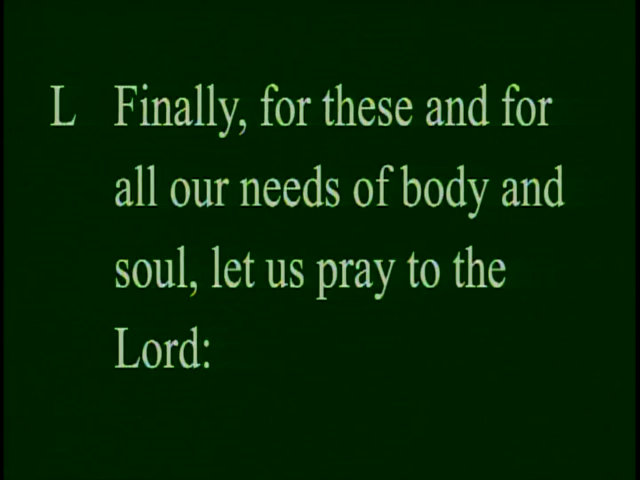 L Finally, for these and for
all our needs of body and
soul, let us pray to the
Lord: